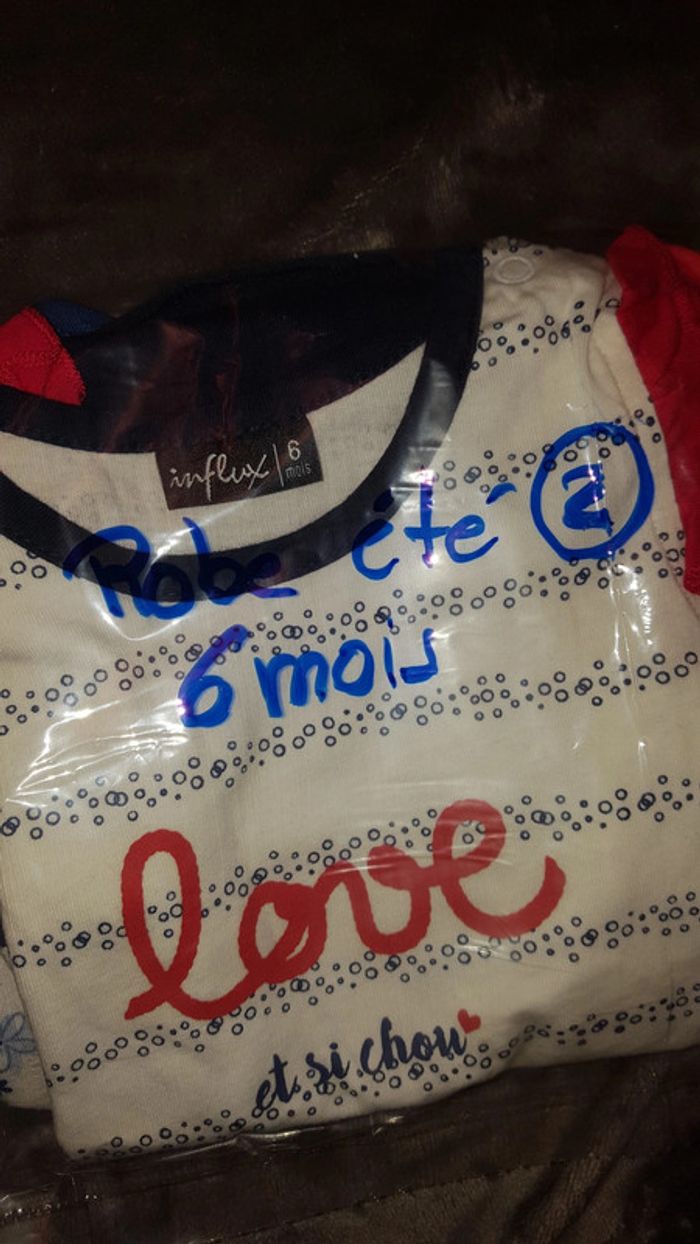 influx | 6 mois
Robe été 2
6 mois
love
et si chou